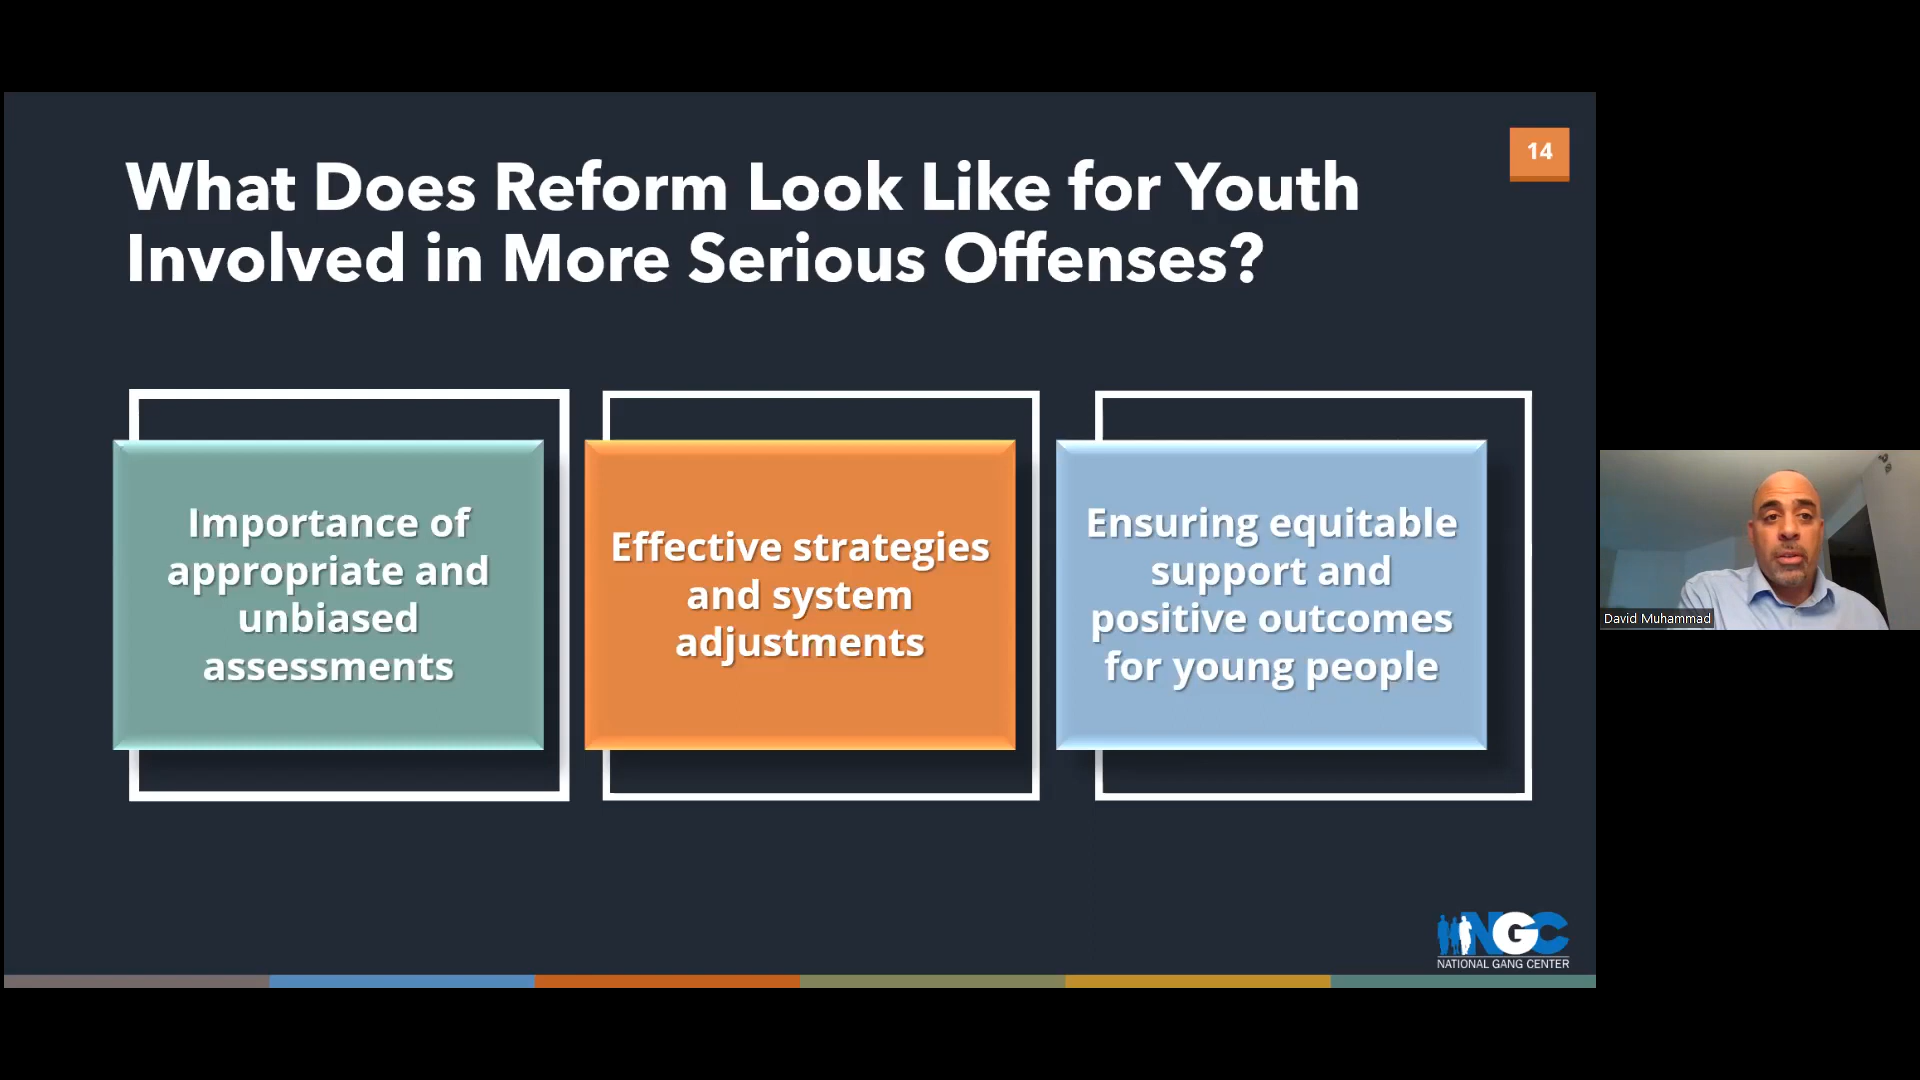 14
What Does Reform Look Like for Youth
Involved in More Serious Offenses?
Importance of
appropriate and
unbiased
assessments
Effective strategies
and system
adjustments
Ensuring equitable
support and
positive outcomes
for young people
David Muhammad
NGC
NATIONAL GANG CENTER